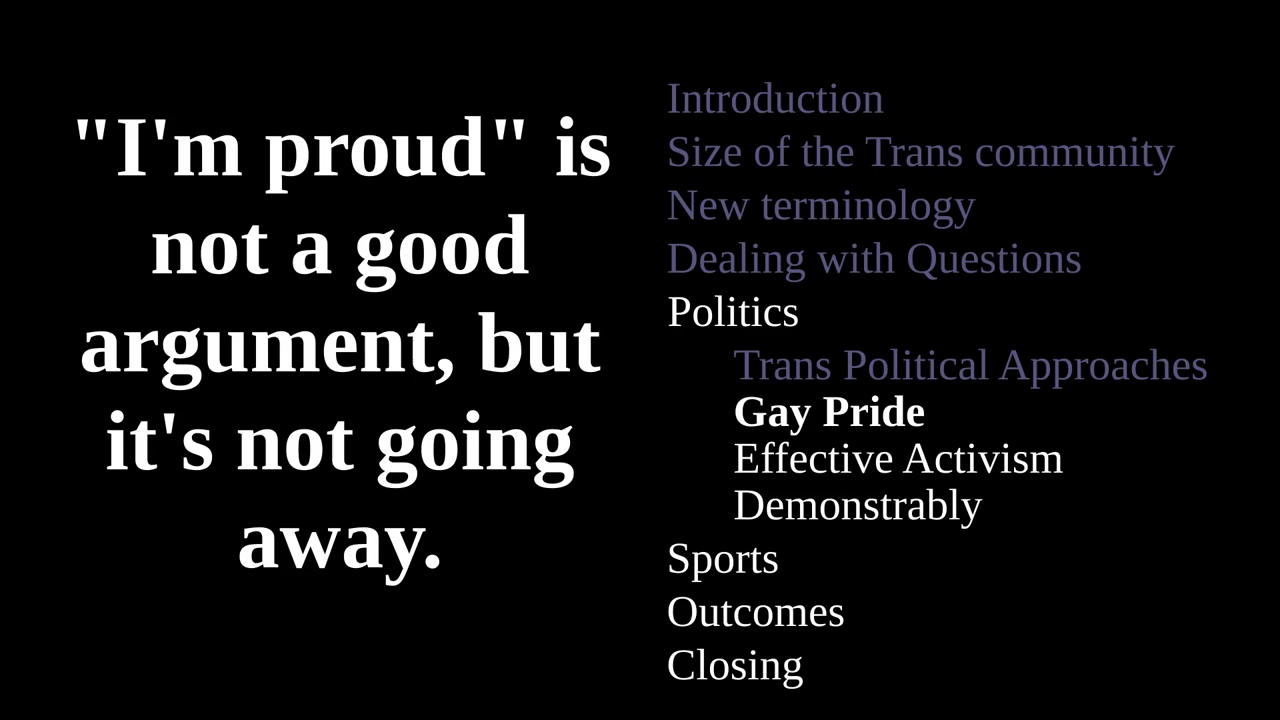 "I'm proud" is
not a good
argument, but
it's not going
away.
Introduction
Size of the Trans community
New terminology
Dealing with Questions
Politics
Trans Political Approaches
Gay Pride
Effective Activism
Demonstrably
Sports
Outcomes
Closing